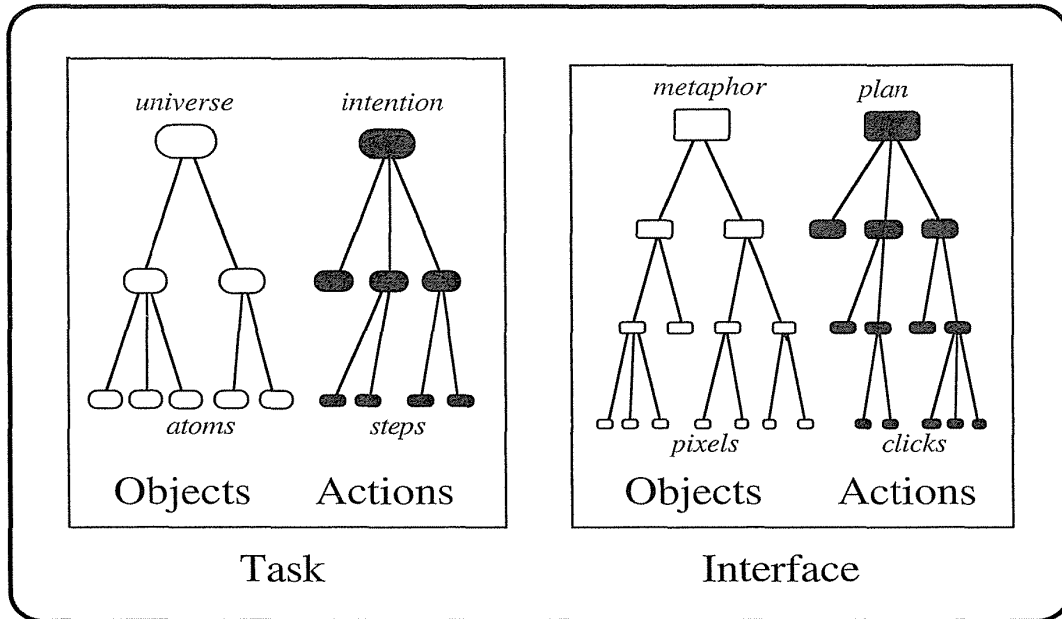 universe
intention
metaphor
plan
atoms
steps
pixels
clicks
Objects
Actions
Objects
Actions
Task
Interface